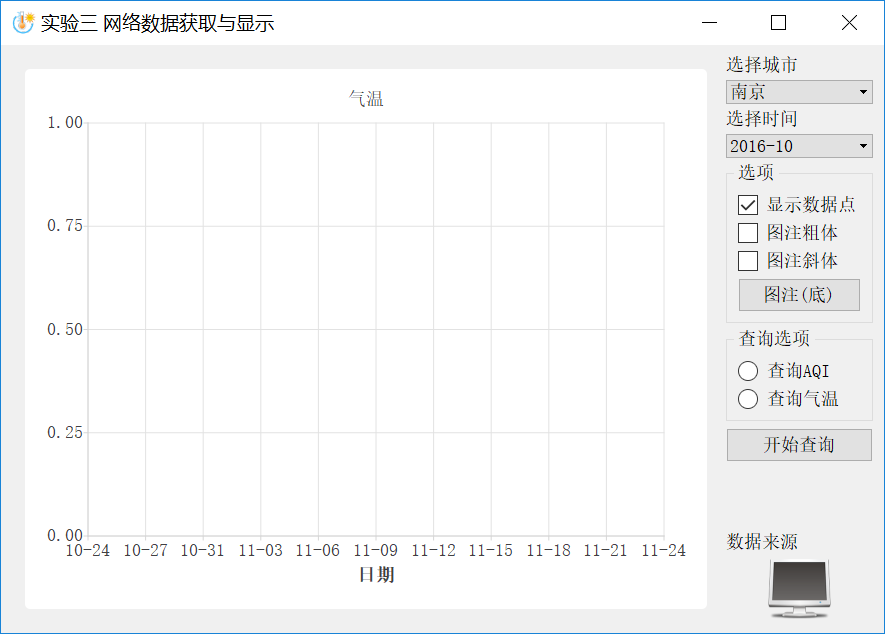 实验三 网络数据获取与显示
气温
1.00
0.75
0.50
0.25
0.00
10-24 10-27 10-31 11-03 11-06 11-09 11-12 11-15 11-18 11-21 11-24
日期
选择城市
南京
选择时间
2016-10
选项
显示数据点
图注粗体
图注斜体
图注(底)
查询选项
查询AQI
查询气温
开始查询
数据来源